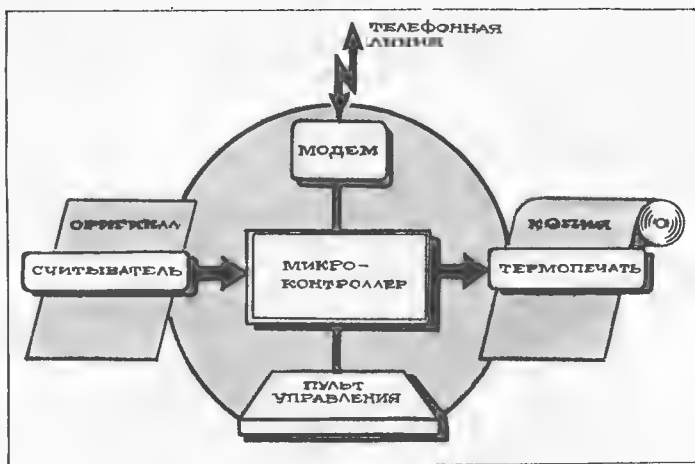 ТЕЛЕФОННАЯ
ЛИНИЯ
МОДЕМ
ОРИГИНАЛ
КОПИЯ
СЧИТЫВАТЕЛЬ
МИКРО-
КОНТРОЛЛЕР
ТЕРМОПЕЧАТЬ
ПУЛЬТ
УПРАВЛЕНИЯ